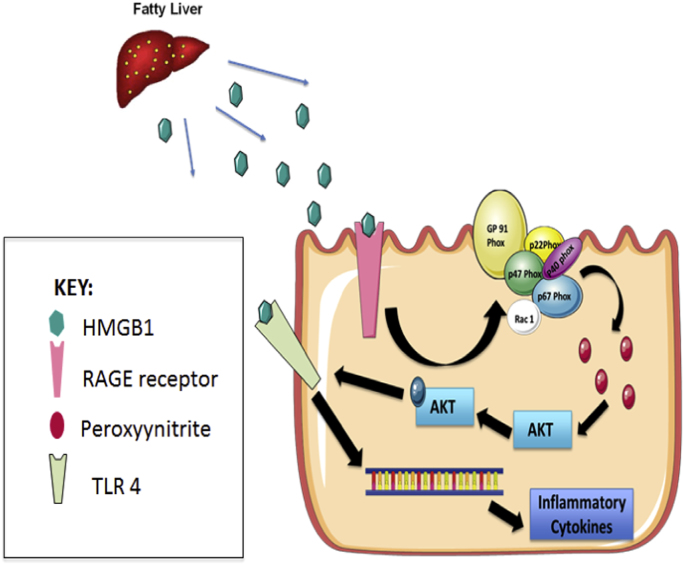 Fatty Liver
GP 91
Phox
p22Phox
p40 phox
p47 Phox
p67 Phox
Rac 1
KEY:
HMGB1
RAGE receptor
Peroxyynitrite
TLR 4
AKT
AKT
Inflammatory
Cytokines